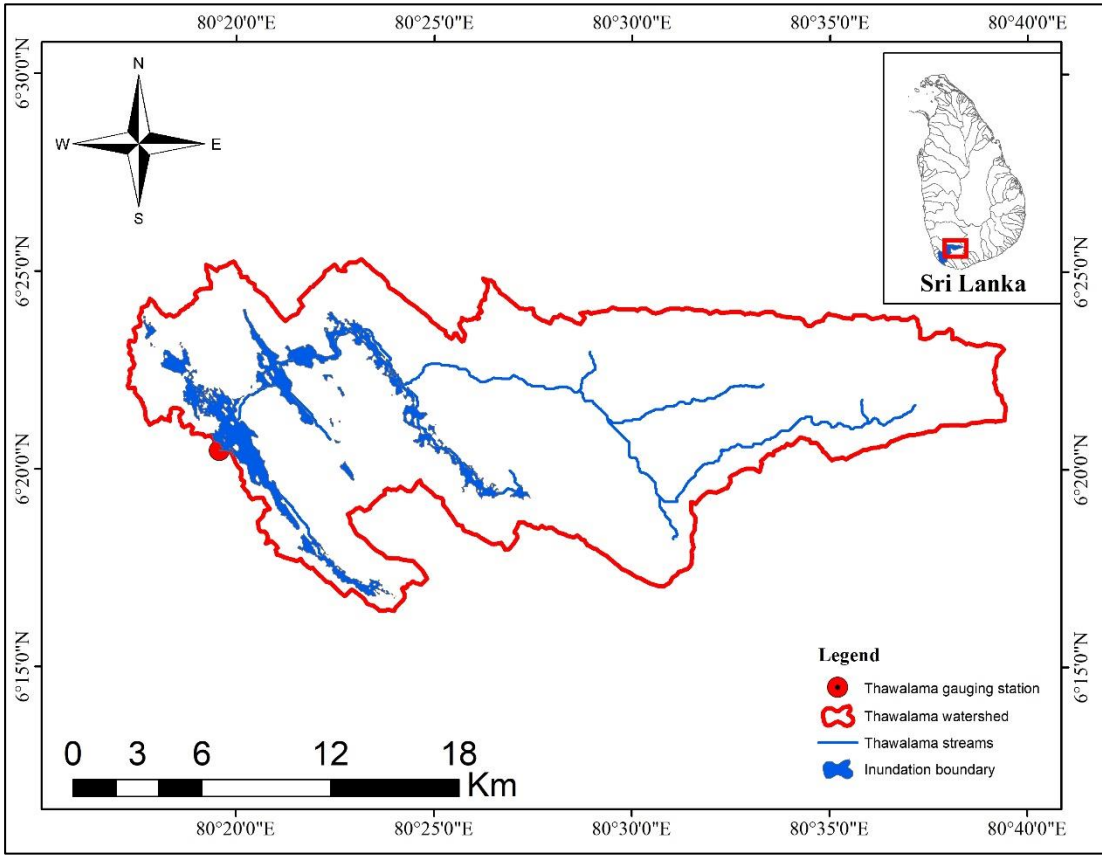 80°20'0"E 80°25'0"E 80°30'0"E 80°35'0"E 80°40'0"E
6°30'0"N
N
W E
S
Sri Lanka
6°25'0"N 6°25'0"N
6°20'0"N 6°20'0"N
6°15'0"N 6°15'0"N
Legend
Thawalama gauging station
Thawalama watershed
Thawalama streams
Inundation boundary
0 3 6 12 18
Km
80°20'0"E 80°25'0"E 80°30'0"E 80°35'0"E 80°40'0"E